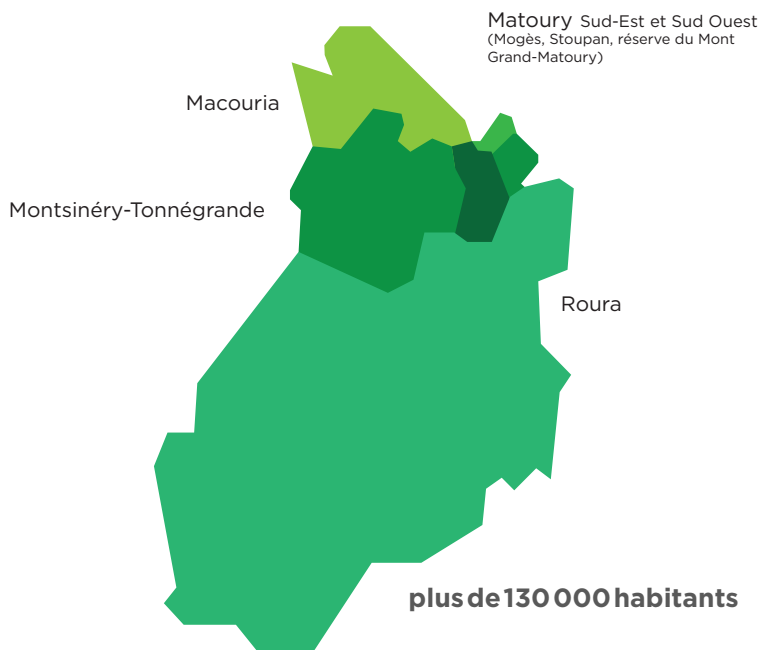 Matoury Sud-Est et Sud Ouest
(Mogès, Stoupan, réserve du Mont
Grand-Matoury)
Macouria
Montsinéry-Tonnégrande
Roura
plus de 130 000 habitants